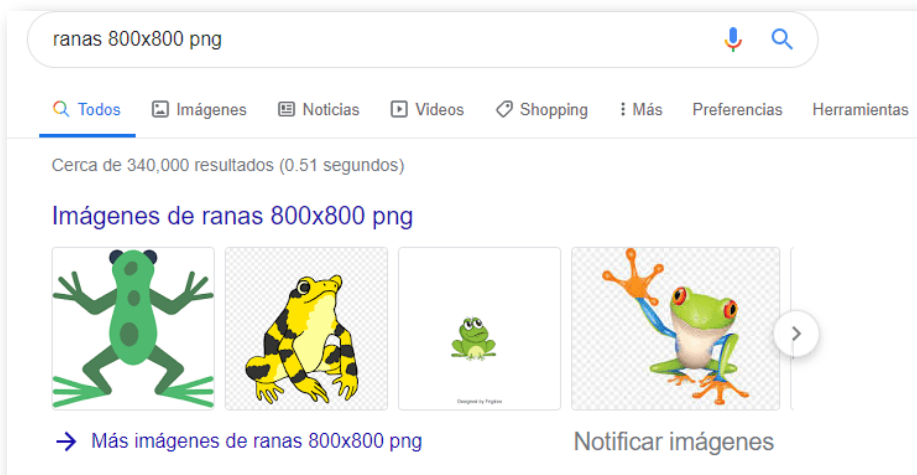 ranas 800x800 png
Todos Imágenes Noticias Videos Shopping Más Preferencias Herramientas
Cerca de 340,000 resultados (0.51 segundos)
Imágenes de ranas 800x800 png
Designed by Pngtree
Más imágenes de ranas 800x800 png Notificar imágenes